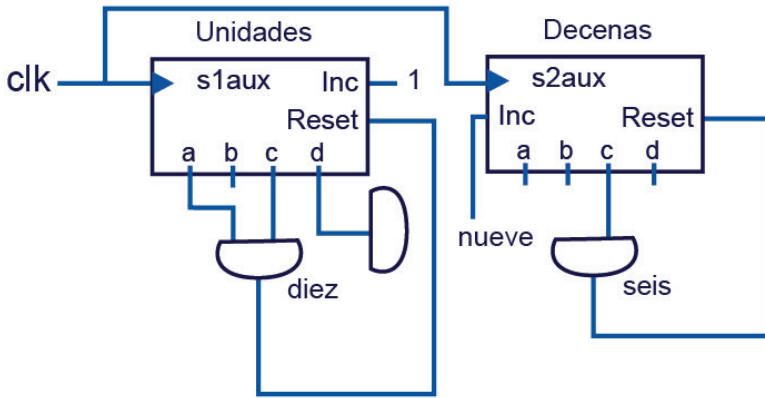 Unidades
Decenas
clk
s1aux
Inc
1
Reset
a b c d
diez
s2aux
Inc
Reset
a b c d
nueve
seis